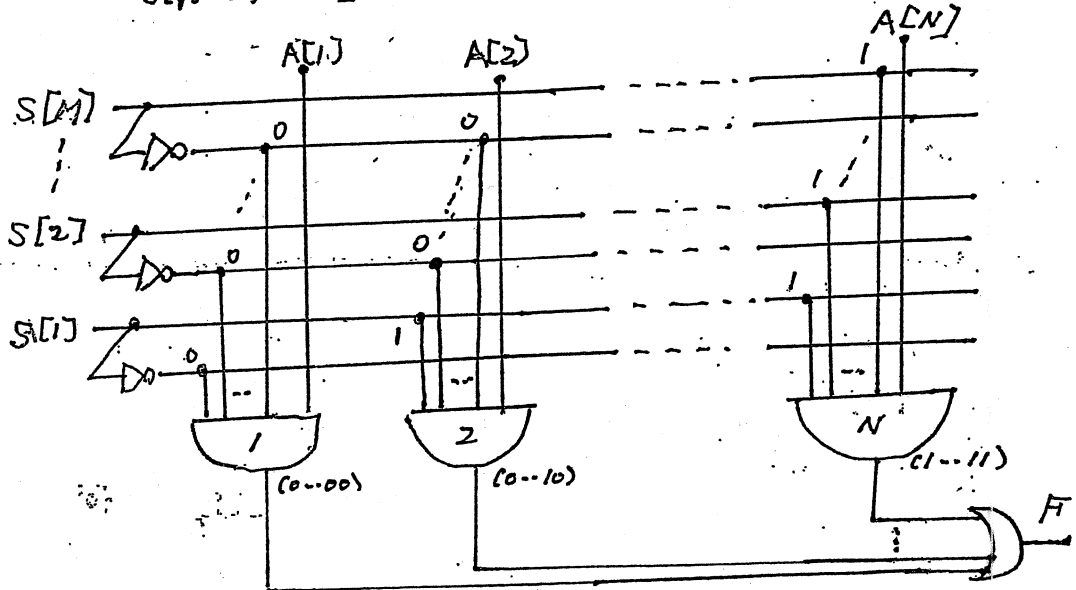 A[1] A[2] A[N]
S[M]
1
0 0
S[2]
1
0 0
S[1]
1
1
0
1 2 N
(0--00) (0--10) (1--11)
F